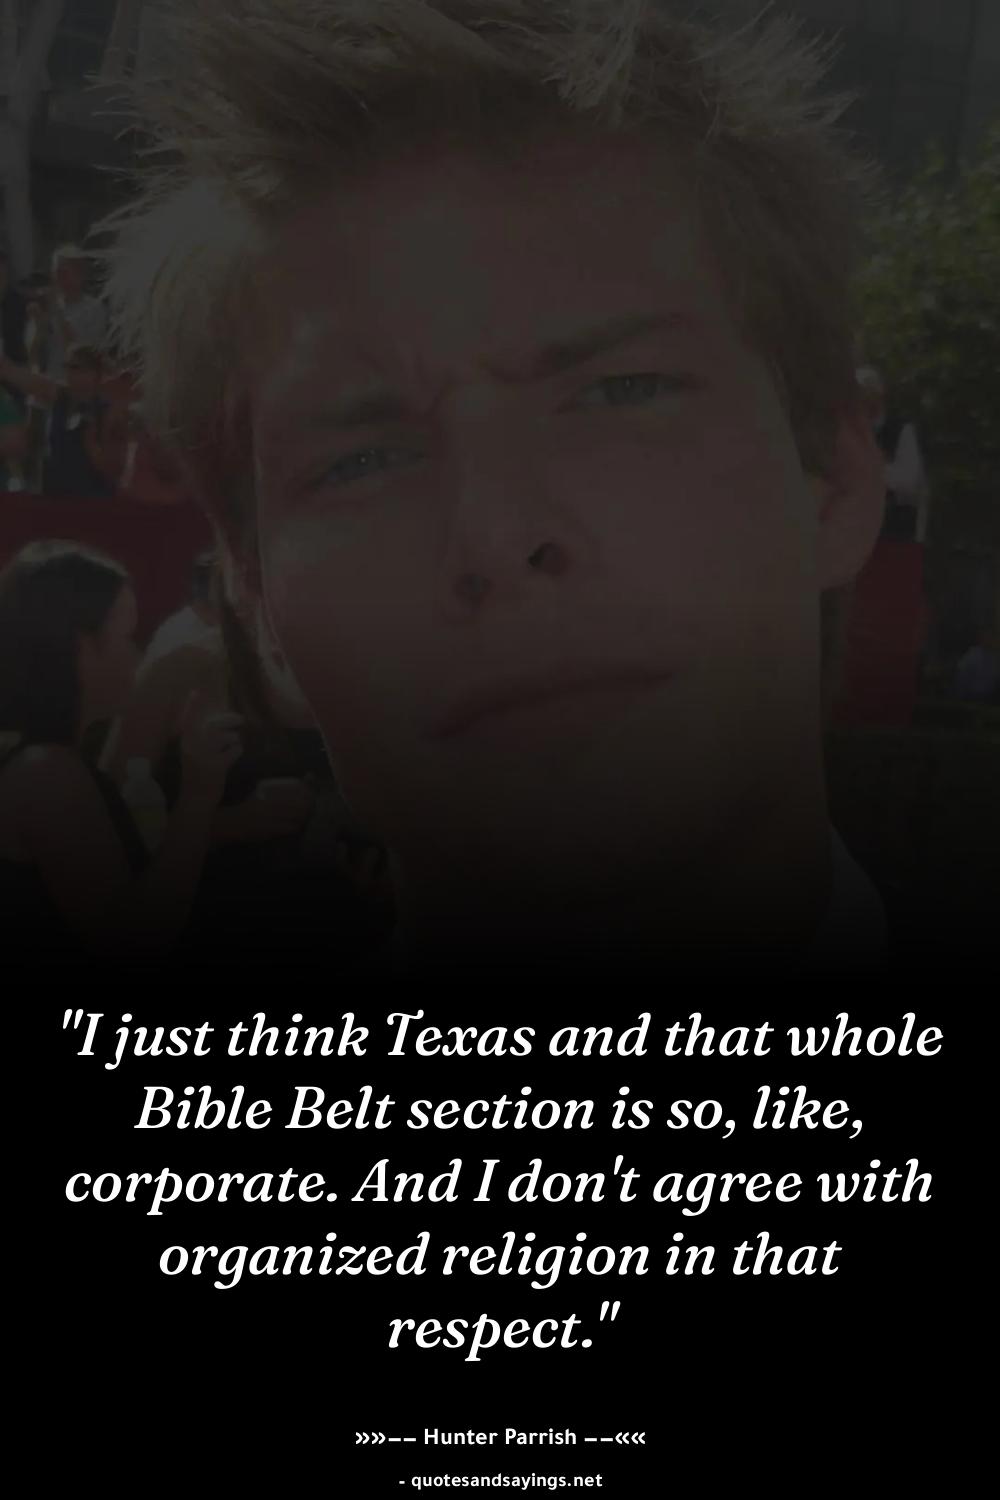 "I just think Texas and that whole
Bible Belt section is so, like,
corporate. And I don't agree with
organized religion in that
respect."
»»–– Hunter Parrish ––««
- quotesandsayings.net